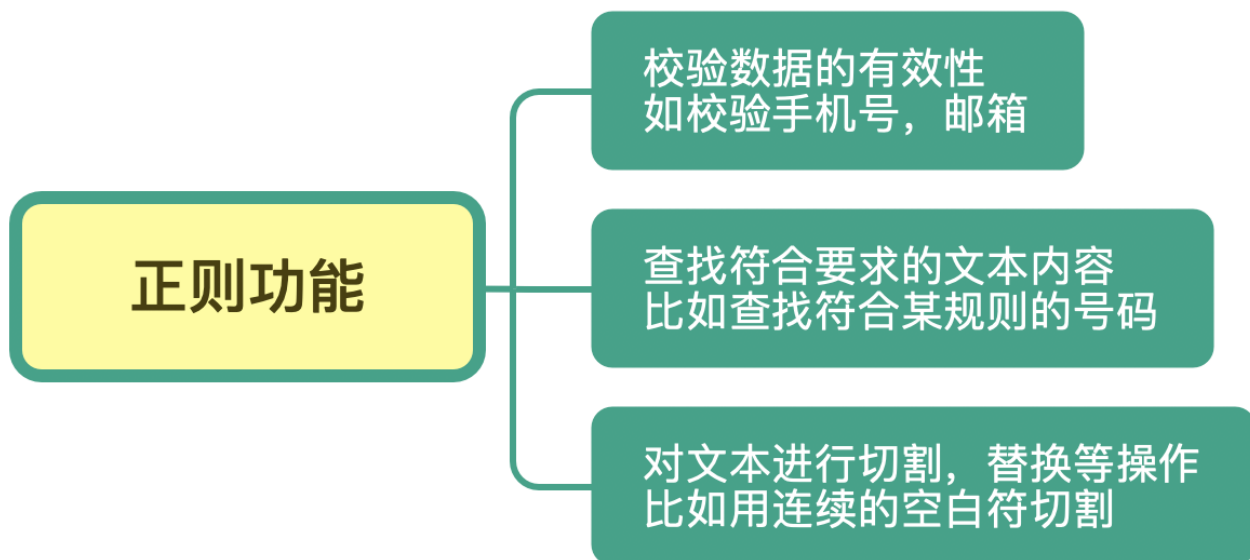 正则功能
校验数据的有效性
如校验手机号，邮箱
查找符合要求的文本内容
比如查找符合某规则的号码
对文本进行切割，替换等操作
比如用连续的空白符切割